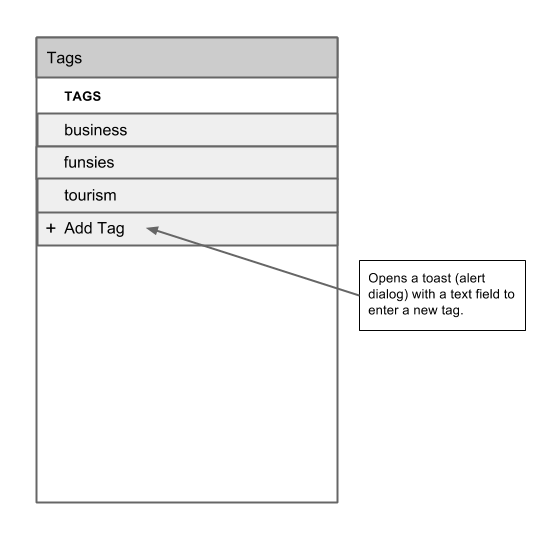 Tags
TAGS
business
funsies
tourism
+ Add Tag
Opens a toast (alert
dialog) with a text field to
enter a new tag.